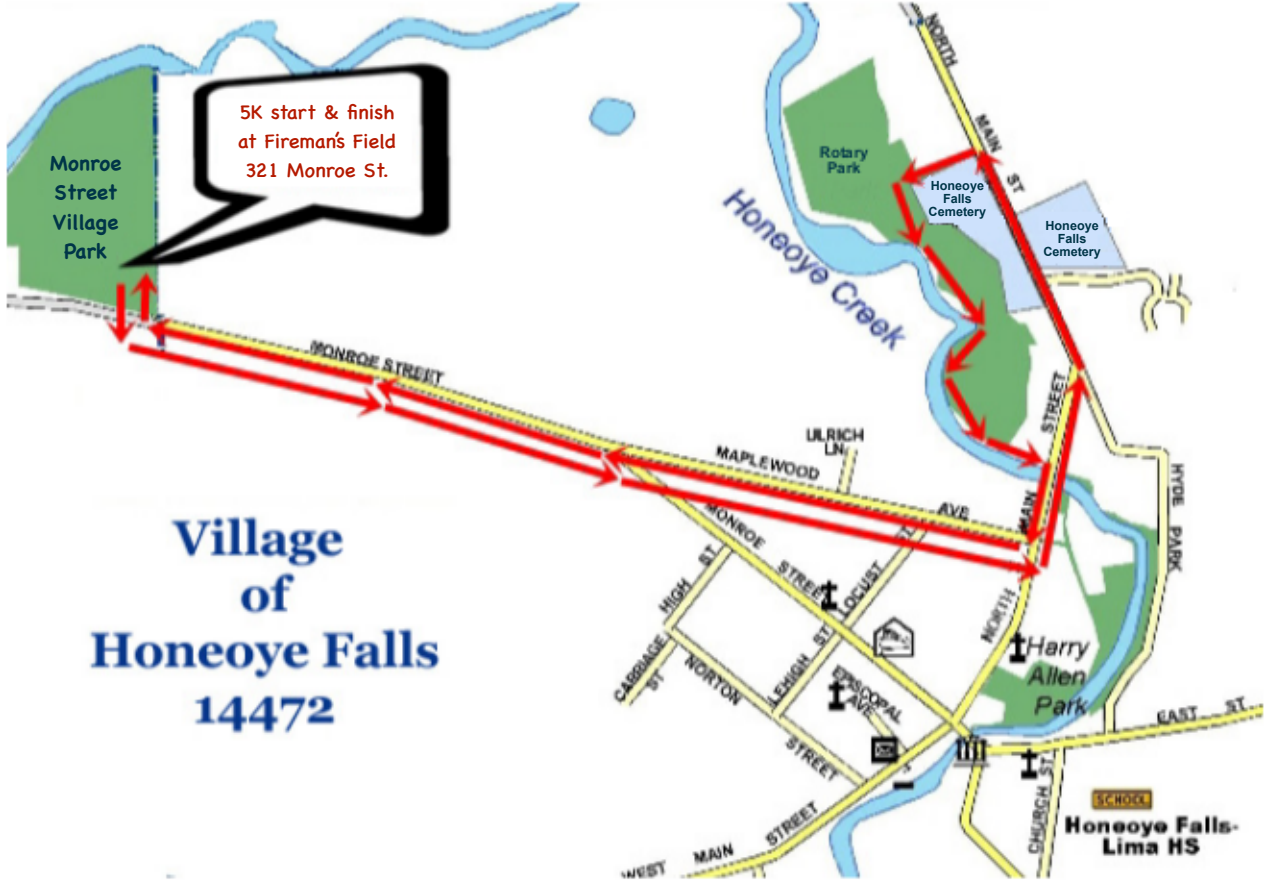 5K start & finish
at Fireman's Field
321 Monroe St.
Monroe
Street
Village
Park
NORTH
MAIN
ST
Rotary
Park
Honeoye
Falls
Cemetery
Honeoye
Falls
Cemetery
Honeoye Creek
MONROE STREET
STREET
ULRICH
LN
MAPLEWOOD
AVE
MAIN
NORTH
HYDE PARK
MONROE
STREE
HIGH ST
LOCUST ST
CARRIAGE
ST
NORTON
STREET
LEHIGH ST
EPISCOPAL
AVE
Harry
Allen
Park
EAST ST
CHURCH ST
WEST MAIN STREET
SCHOOL
Honeoye Falls-
Lima HS
Village
of
Honeoye Falls
14472